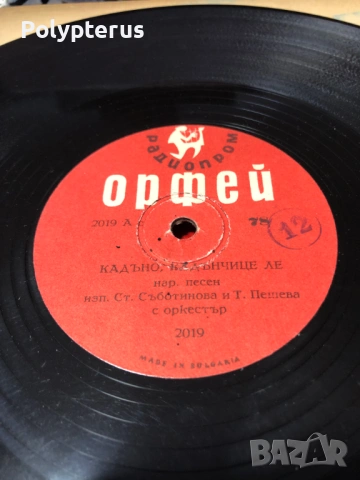 Polypterus
радиопром
ОРФЕЙ
2019 А
78
12
КАДЪНО, КАДЪНЧИЦЕ ЛЕ
нар. песен
изп. Ст. Съботинова и Т. Пешева
с оркестър
2019
MADE IN BULGARIA
BAZAR